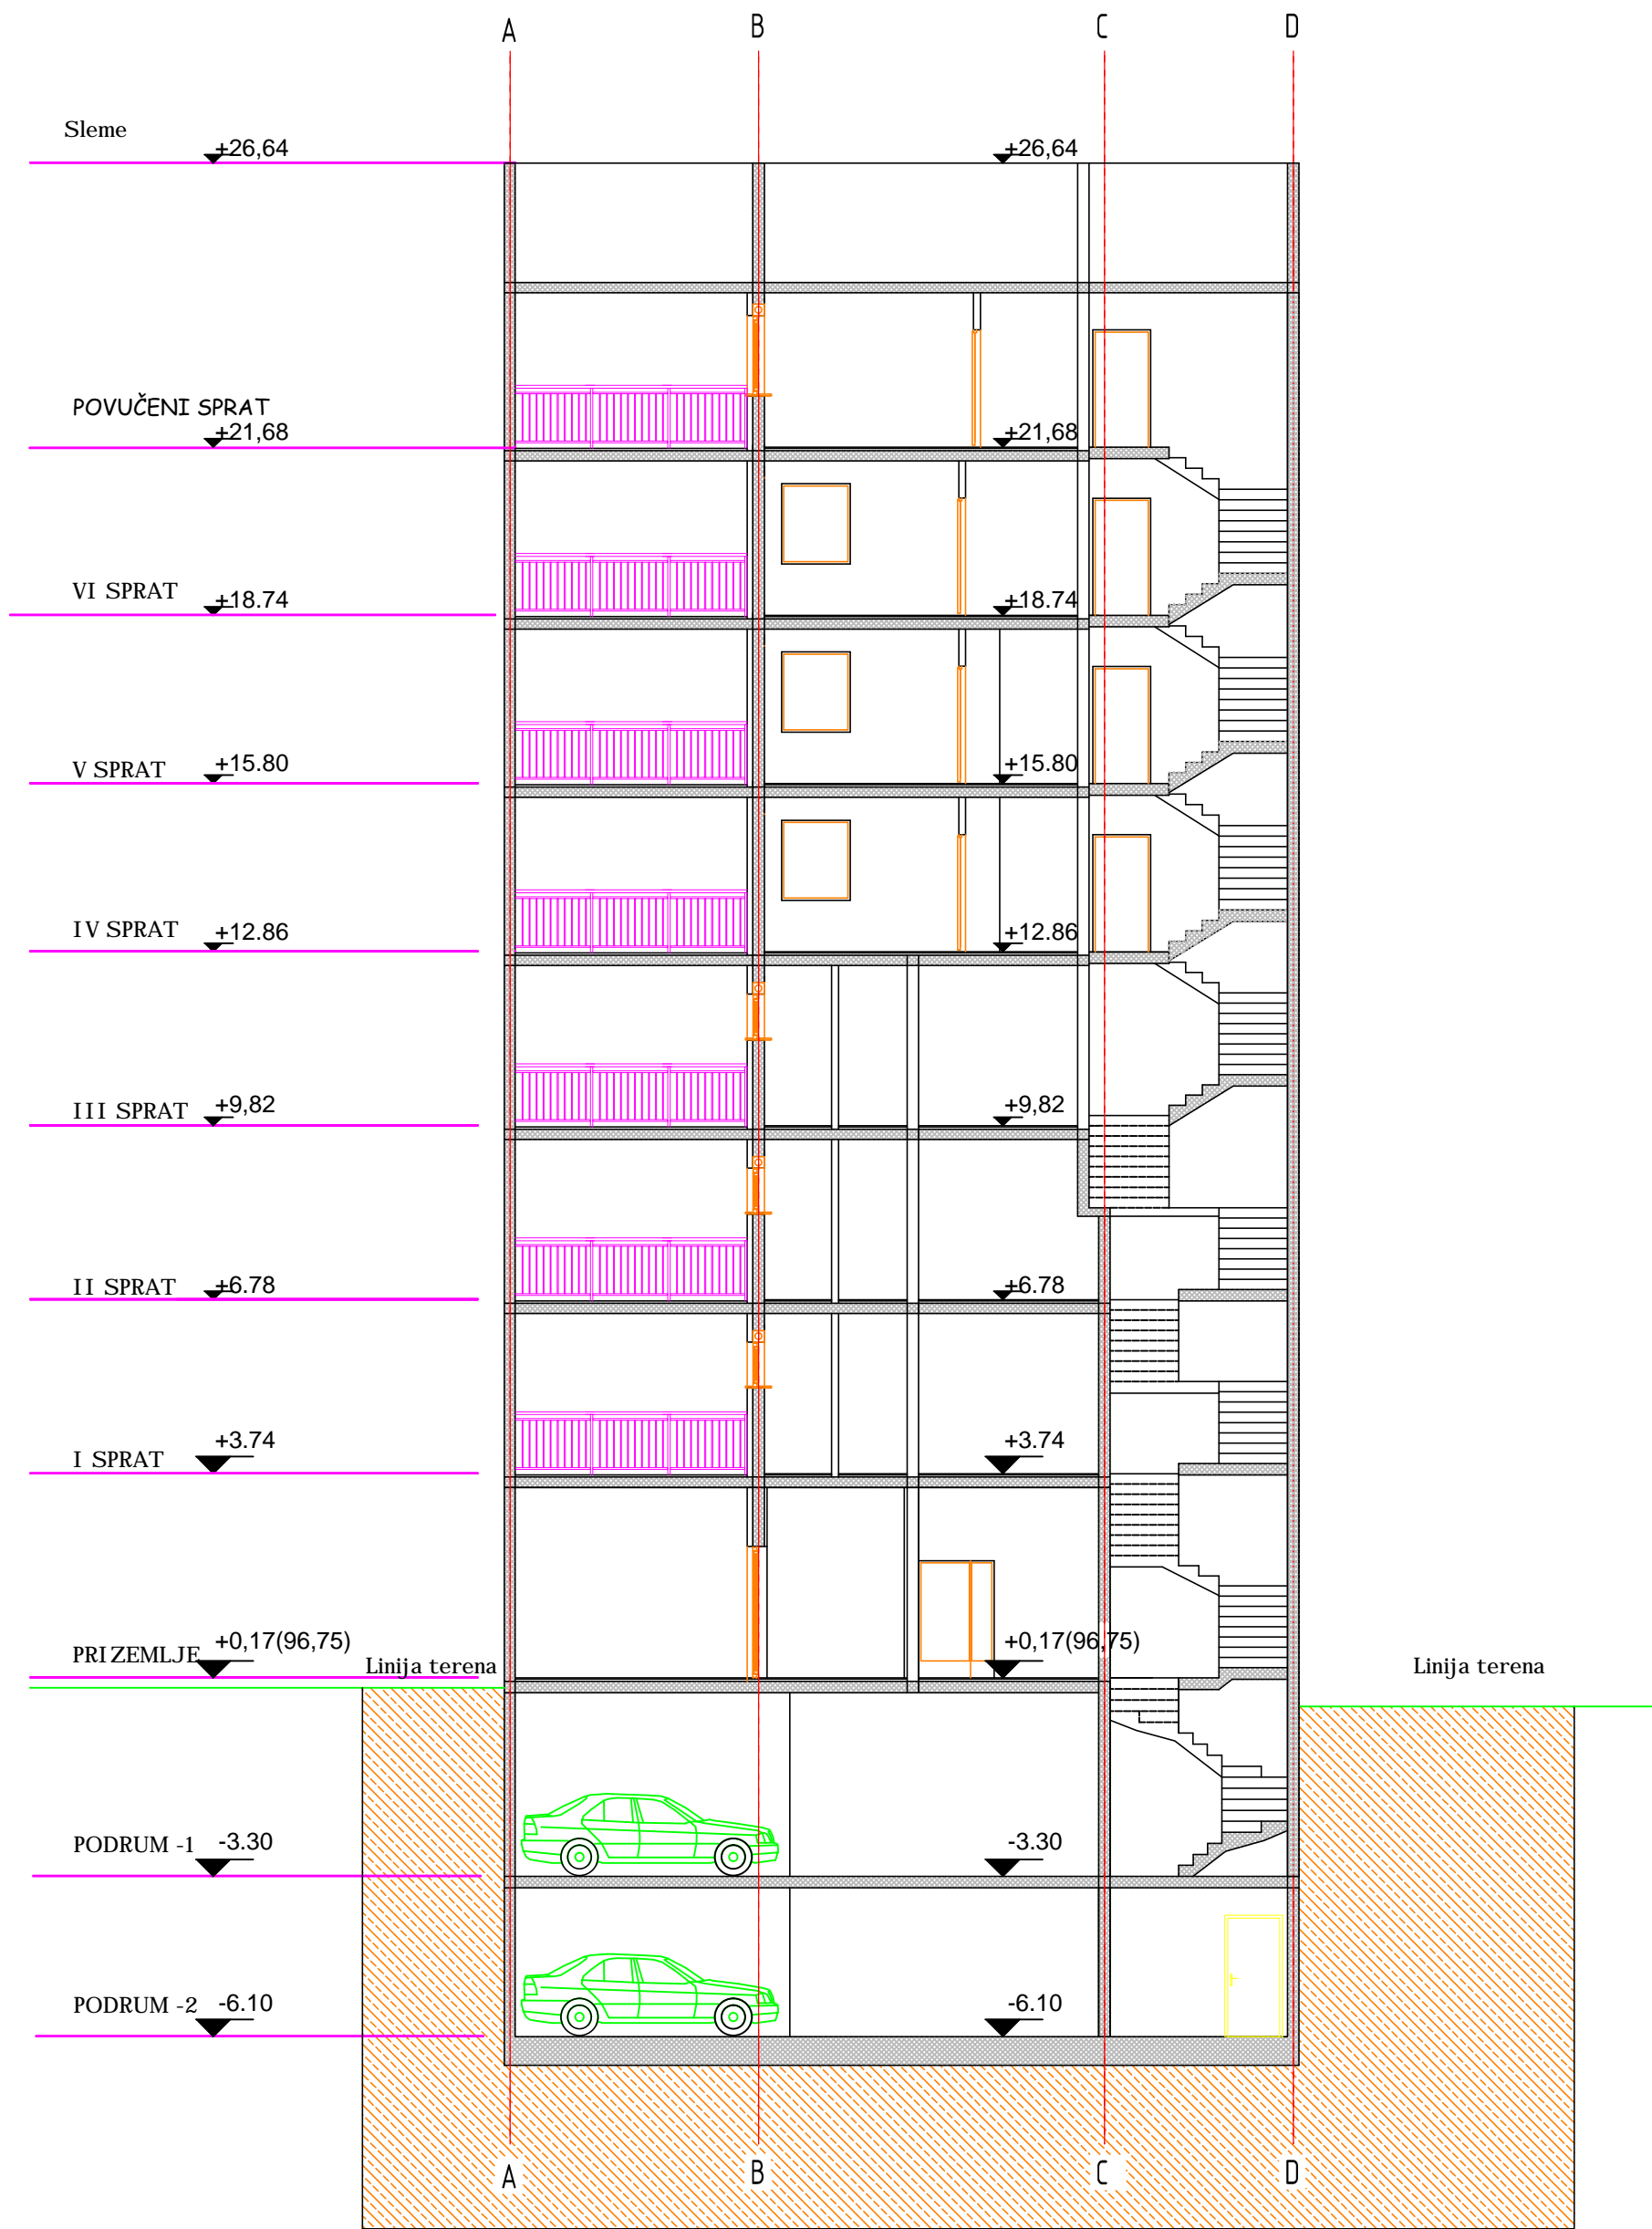 A B C D
Sleme
+26,64 +26,64
POVUČENI SPRAT
+21,68 +21,68
VI SPRAT +18.74 +18.74
V SPRAT +15.80 +15.80
IV SPRAT +12.86 +12.86
III SPRAT +9,82 +9,82
II SPRAT +6.78 +6.78
I SPRAT +3.74 +3.74
PRIZEMLJE +0,17(96,75) +0,17(96,75)
Linija terena Linija terena
PODRUM -1 -3.30 -3.30
PODRUM -2 -6.10 -6.10
A B C D